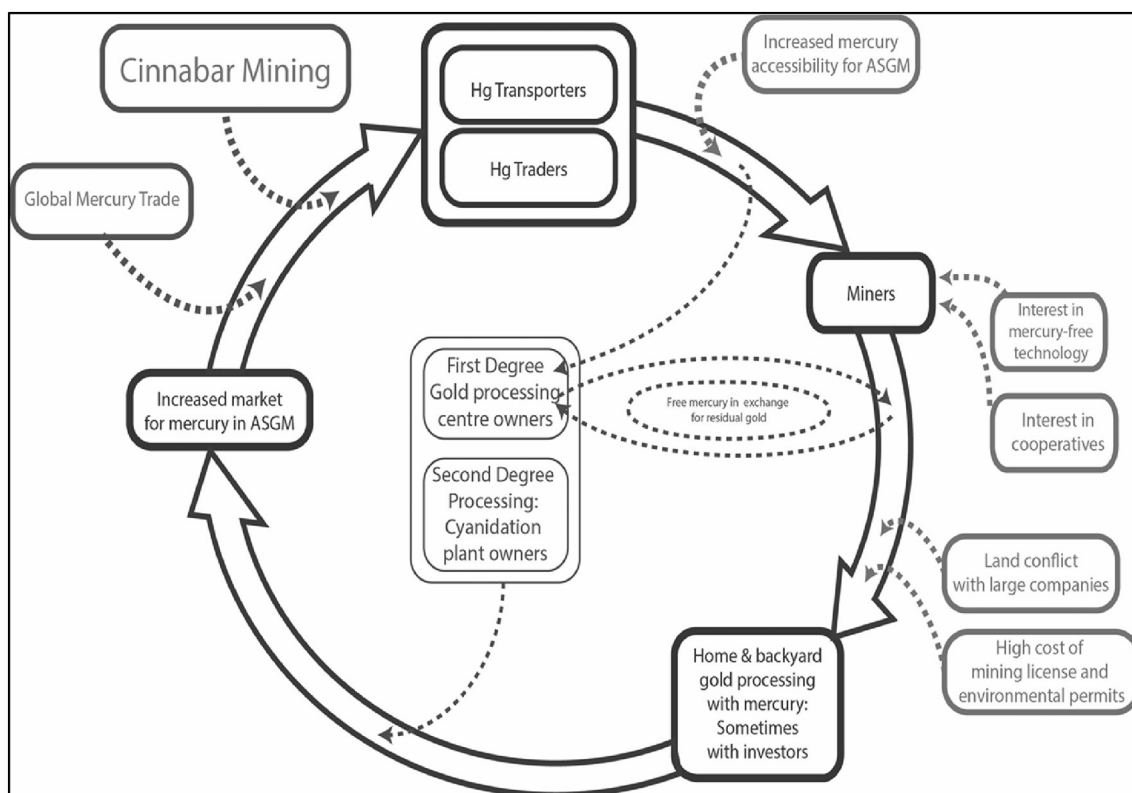 Cinnabar Mining
Global Mercury Trade
Hg Transporters
Hg Traders
Increased mercury
accessibility for ASGM
Miners
Interest in
mercury-free
technology
Interest in
cooperatives
First Degree
Gold processing
centre owners
Free mercury in exchange
for residual gold
Second Degree
Processing:
Cyanidation
plant owners
Increased market
for mercury in ASGM
Land conflict
with large companies
High cost of
mining license and
environmental permits
Home & backyard
gold processing
with mercury:
Sometimes
with investors